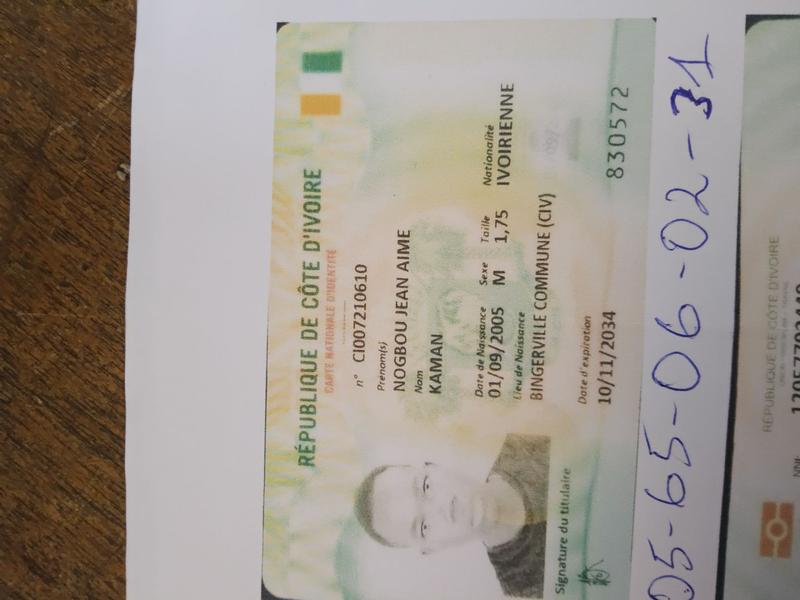 RÉPUBLIQUE DE CÔTE D'IVOIRE
CARTE NATIONALE D'IDENTITÉ
n° CI007210610
Prénom(s)
NOGBOU JEAN AIME
Nom
KAMAN
Date de Naissance Sexe Taille Nationalité
01/09/2005 M 1,75 IVOIRIENNE
Lieu de Naissance
BINGERVILLE COMMUNE (CIV)
Date d'expiration
10/11/2034
830572
Signature du titulaire
05-65-06-02-31
RÉPUBLIQUE DE CÔTE D'IVOIRE
NNI